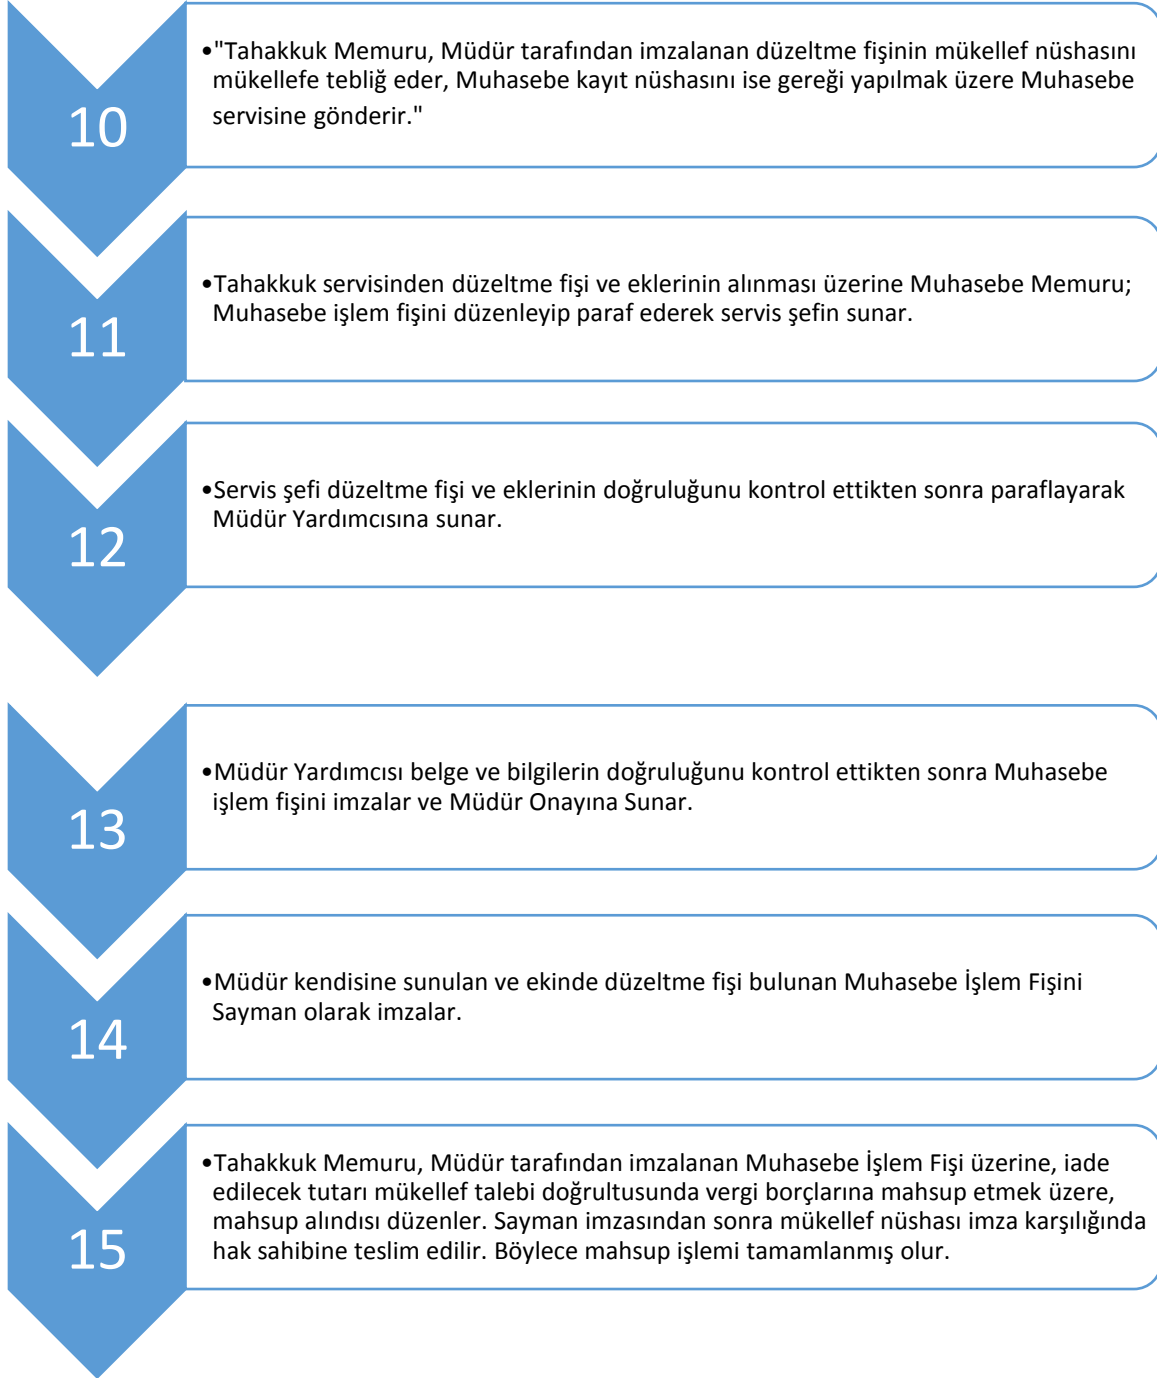 10
•"Tahakkuk Memuru, Müdür tarafından imzalanan düzeltme fişinin mükellef nüshasını
mükellefe tebliğ eder, Muhasebe kayıt nüshasını ise gereği yapılmak üzere Muhasebe
servisine gönderir."
11
•Tahakkuk servisinden düzeltme fişi ve eklerinin alınması üzerine Muhasebe Memuru;
Muhasebe işlem fişini düzenleyip paraf ederek servis şefin sunar.
12
•Servis şefi düzeltme fişi ve eklerinin doğruluğunu kontrol ettikten sonra paraflayarak
Müdür Yardımcısına sunar.
13
•Müdür Yardımcısı belge ve bilgilerin doğruluğunu kontrol ettikten sonra Muhasebe
işlem fişini imzalar ve Müdür Onayına Sunar.
14
•Müdür kendisine sunulan ve ekinde düzeltme fişi bulunan Muhasebe İşlem Fişini
Sayman olarak imzalar.
15
•Tahakkuk Memuru, Müdür tarafından imzalanan Muhasebe İşlem Fişi üzerine, iade
edilecek tutarı mükellef talebi doğrultusunda vergi borçlarına mahsup etmek üzere,
mahsup alındısı düzenler. Sayman imzasından sonra mükellef nüshası imza karşılığında
hak sahibine teslim edilir. Böylece mahsup işlemi tamamlanmış olur.